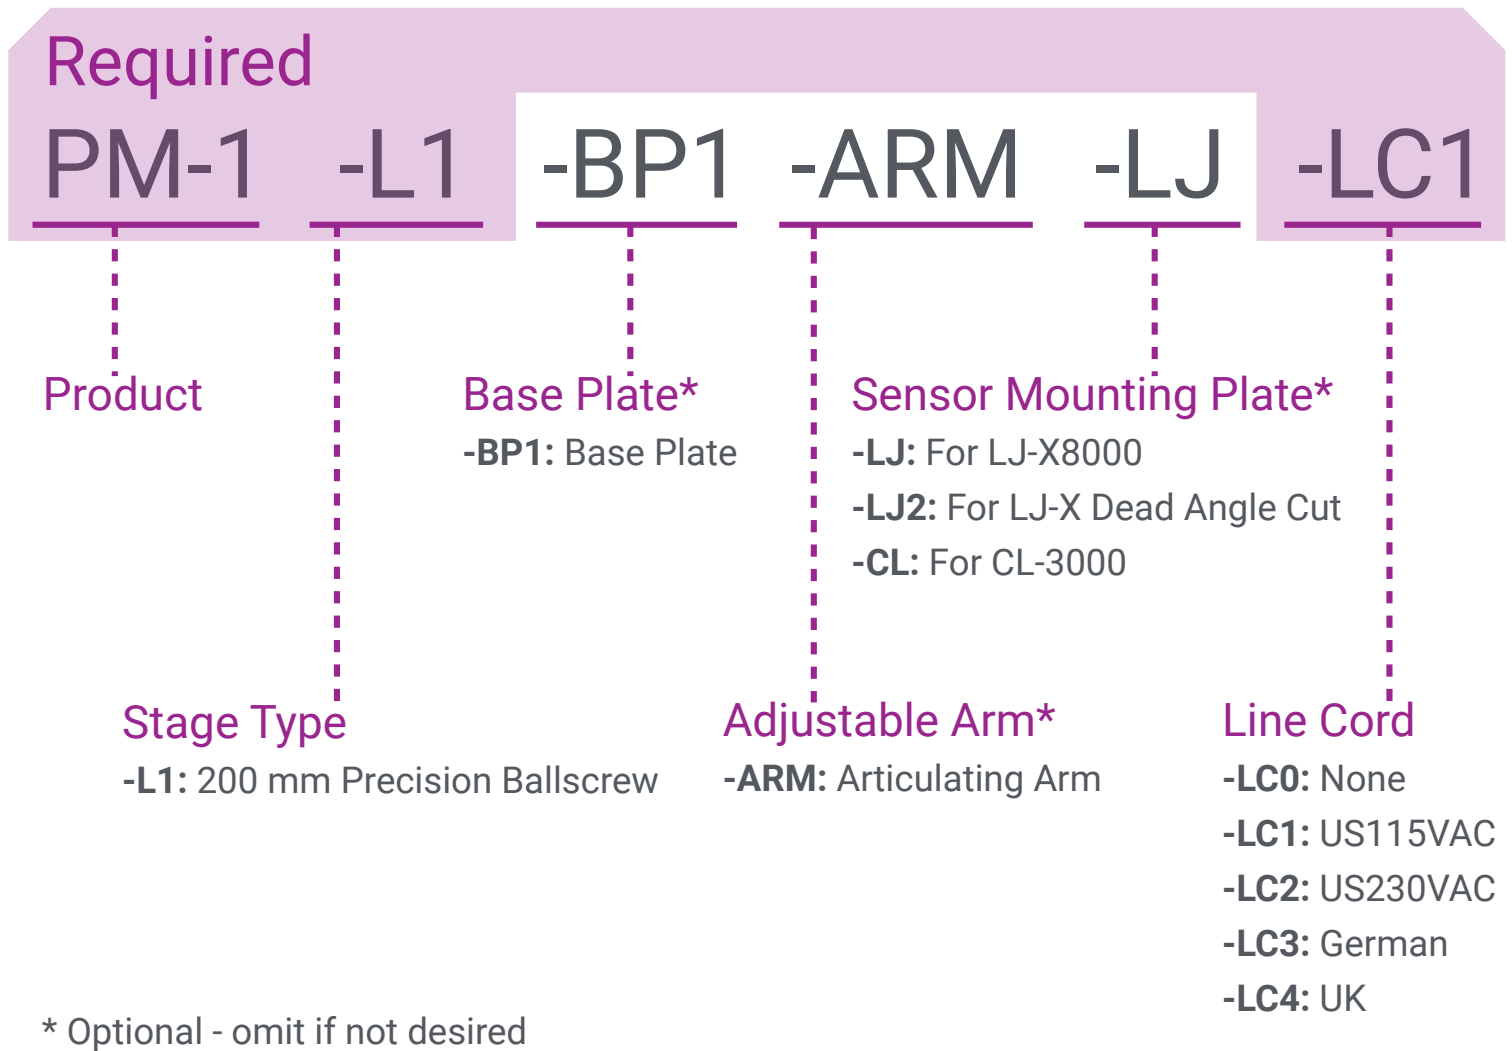 Required
PM-1 -L1 -BP1 -ARM -LJ -LC1
Product
Base Plate*
-BP1: Base Plate
Sensor Mounting Plate*
-LJ: For LJ-X8000
-LJ2: For LJ-X Dead Angle Cut
-CL: For CL-3000
Stage Type
-L1: 200 mm Precision Ballscrew
Adjustable Arm*
-ARM: Articulating Arm
Line Cord
-LC0: None
-LC1: US115VAC
-LC2: US230VAC
-LC3: German
-LC4: UK
* Optional - omit if not desired